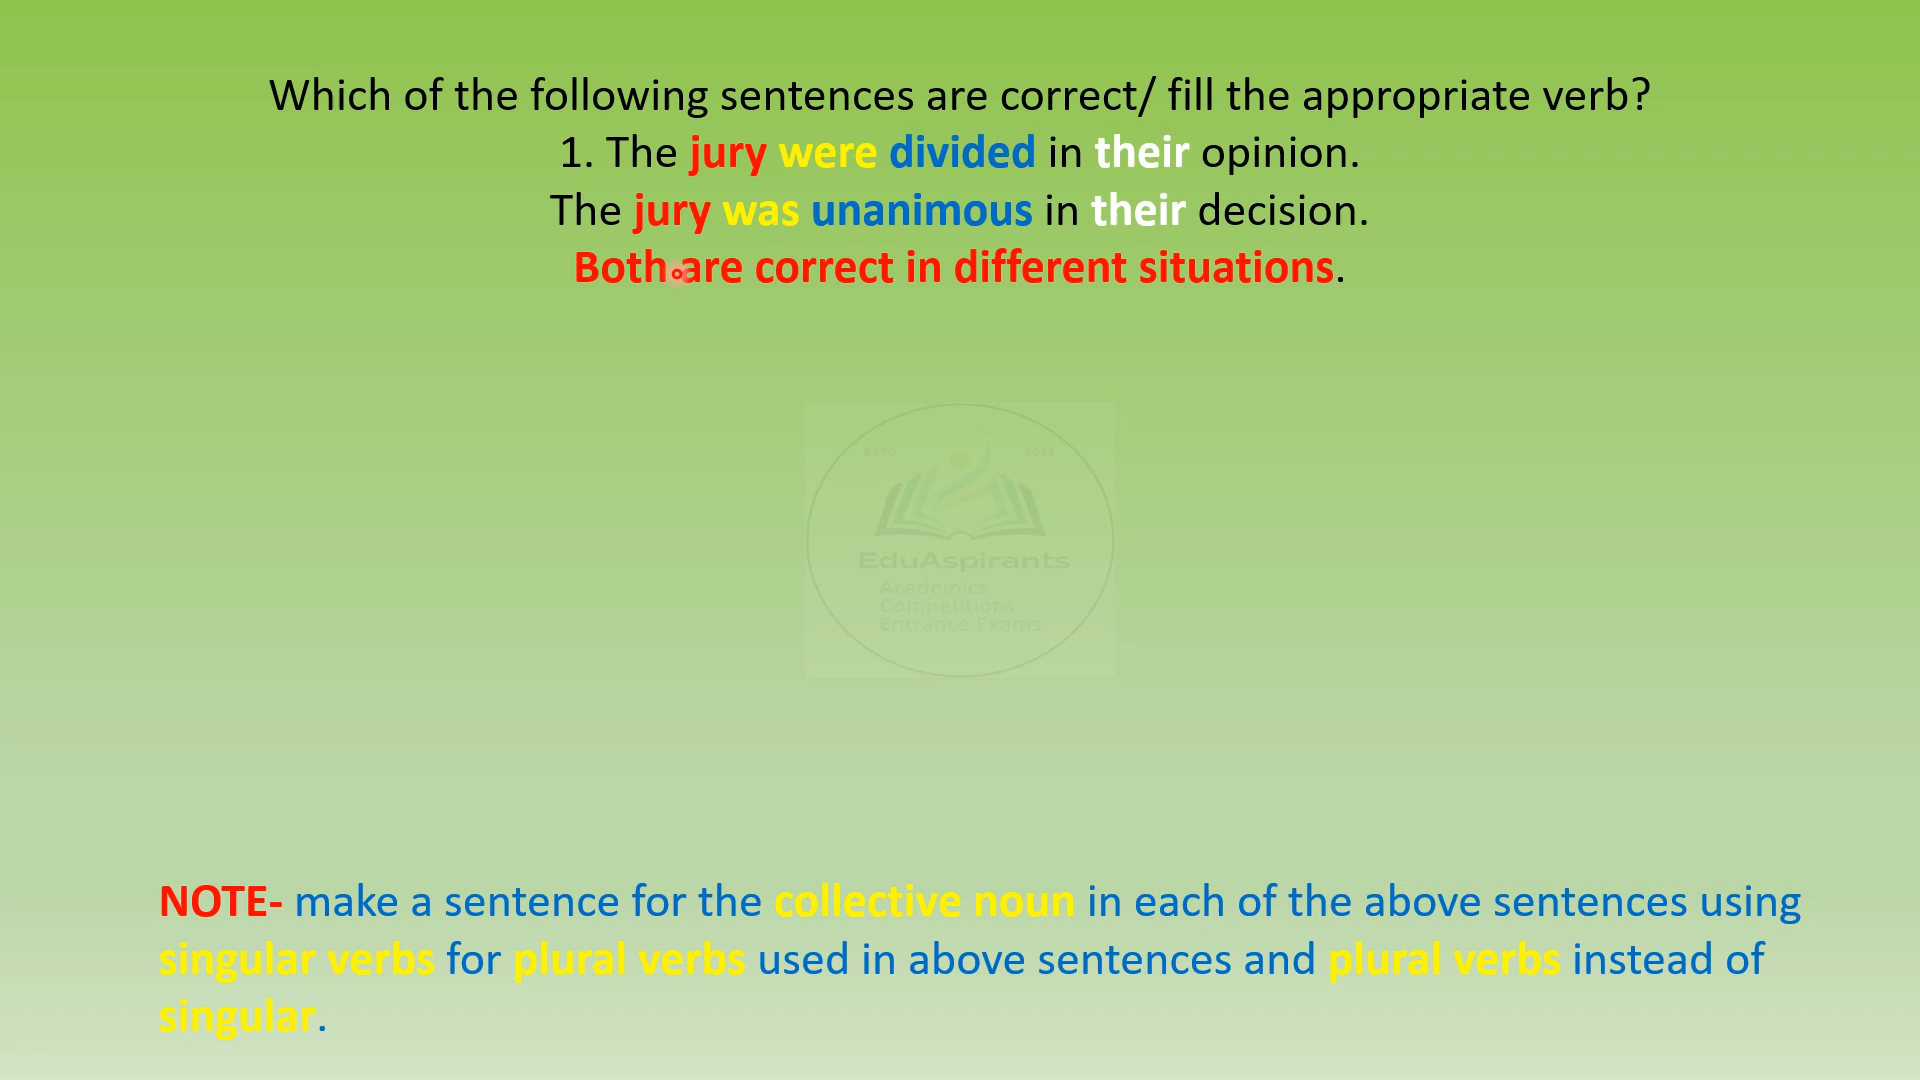 Which of the following sentences are correct/ fill the appropriate verb?
1. The jury were divided in their opinion.
The jury was unanimous in their decision.
Both are correct in different situations.
ESTD 2022
EduAspirants
Academics
Competitions
Entrance Exams
NOTE- make a sentence for the collective noun in each of the above sentences using
singular verbs for plural verbs used in above sentences and plural verbs instead of
singular.